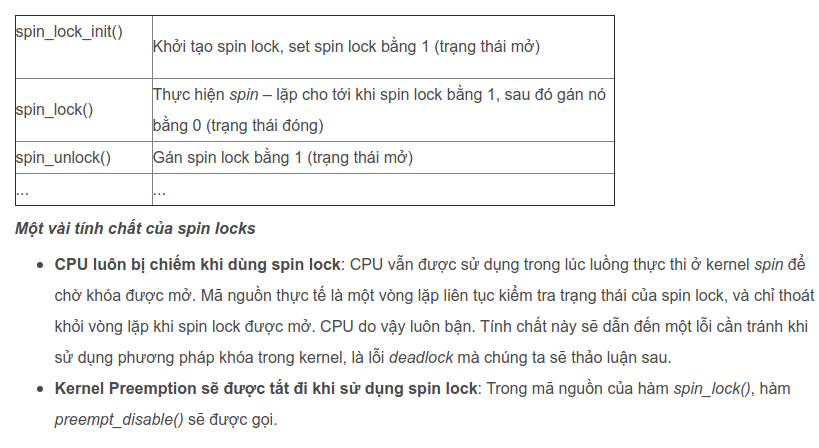 spin_lock_init()
Khởi tạo spin lock, set spin lock bằng 1 (trạng thái mở)
spin_lock()
Thực hiện spin – lặp cho tới khi spin lock bằng 1, sau đó gán nó
bằng 0 (trạng thái đóng)
spin_unlock()
Gán spin lock bằng 1 (trạng thái mở)
...
...
Một vài tính chất của spin locks
• CPU luôn bị chiếm khi dùng spin lock: CPU vẫn được sử dụng trong lúc luồng thực thi ở kernel spin để
chờ khóa được mở. Mã nguồn thực tế là một vòng lặp liên tục kiểm tra trạng thái của spin lock, và chỉ thoát
khỏi vòng lặp khi spin lock được mở. CPU do vậy luôn bận. Tính chất này sẽ dẫn đến một lỗi cần tránh khi
sử dụng phương pháp khóa trong kernel, là lỗi deadlock mà chúng ta sẽ thảo luận sau.
• Kernel Preemption sẽ được tắt đi khi sử dụng spin lock: Trong mã nguồn của hàm spin_lock(), hàm
preempt_disable() sẽ được gọi.